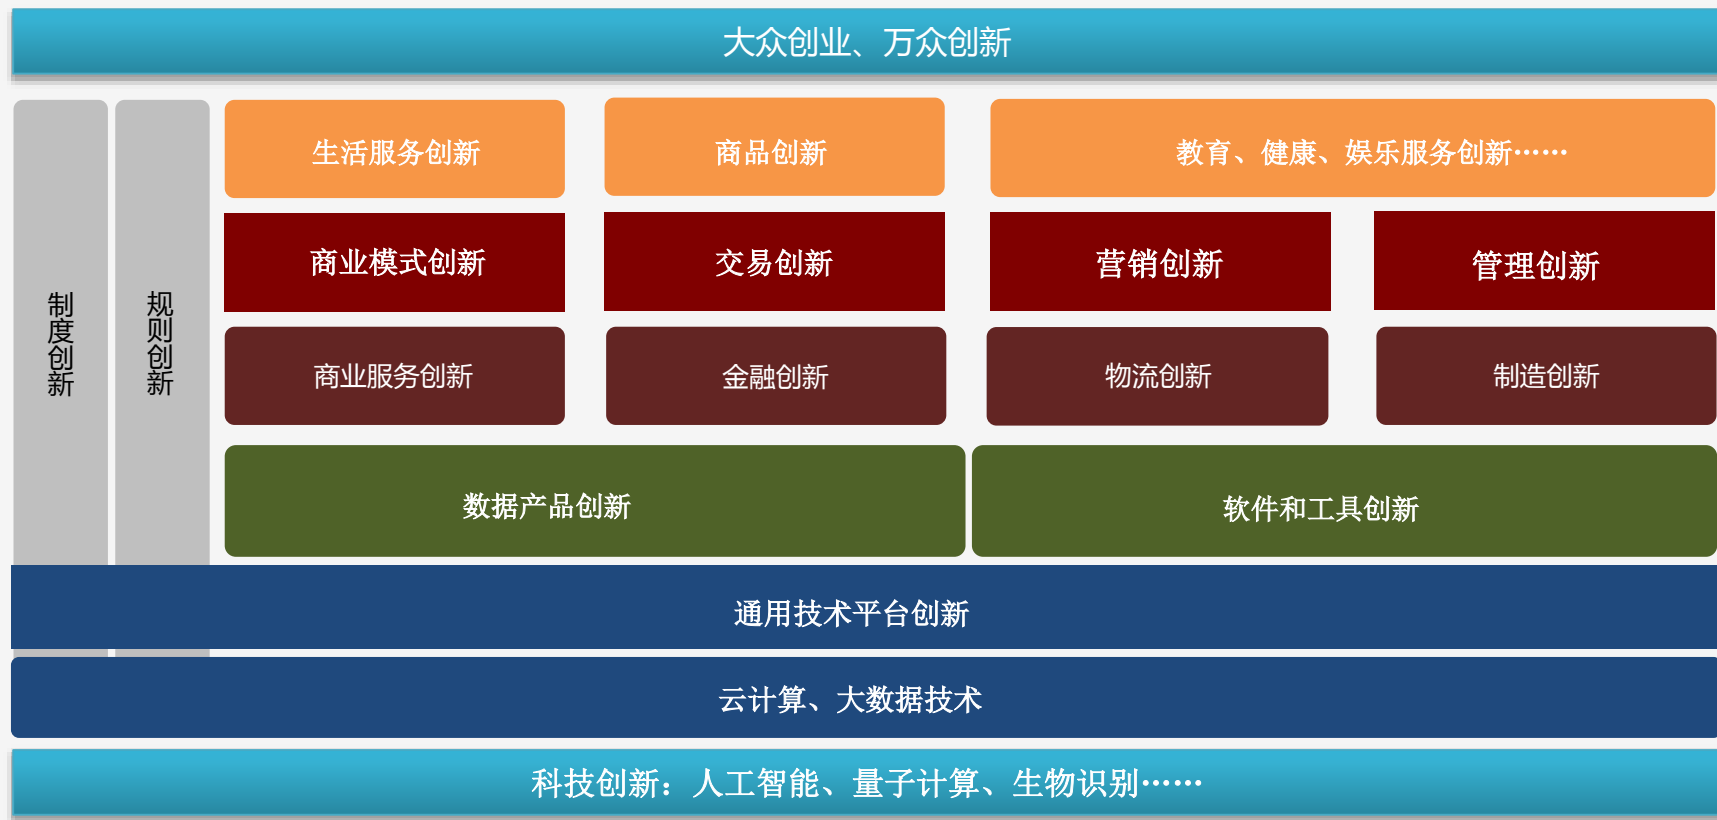 大众创业、万众创新
制度创新
规则创新
生活服务创新
商品创新
教育、健康、娱乐服务创新……
商业模式创新
交易创新
营销创新
管理创新
商业服务创新
金融创新
物流创新
制造创新
数据产品创新
软件和工具创新
通用技术平台创新
云计算、大数据技术
科技创新：人工智能、量子计算、生物识别……